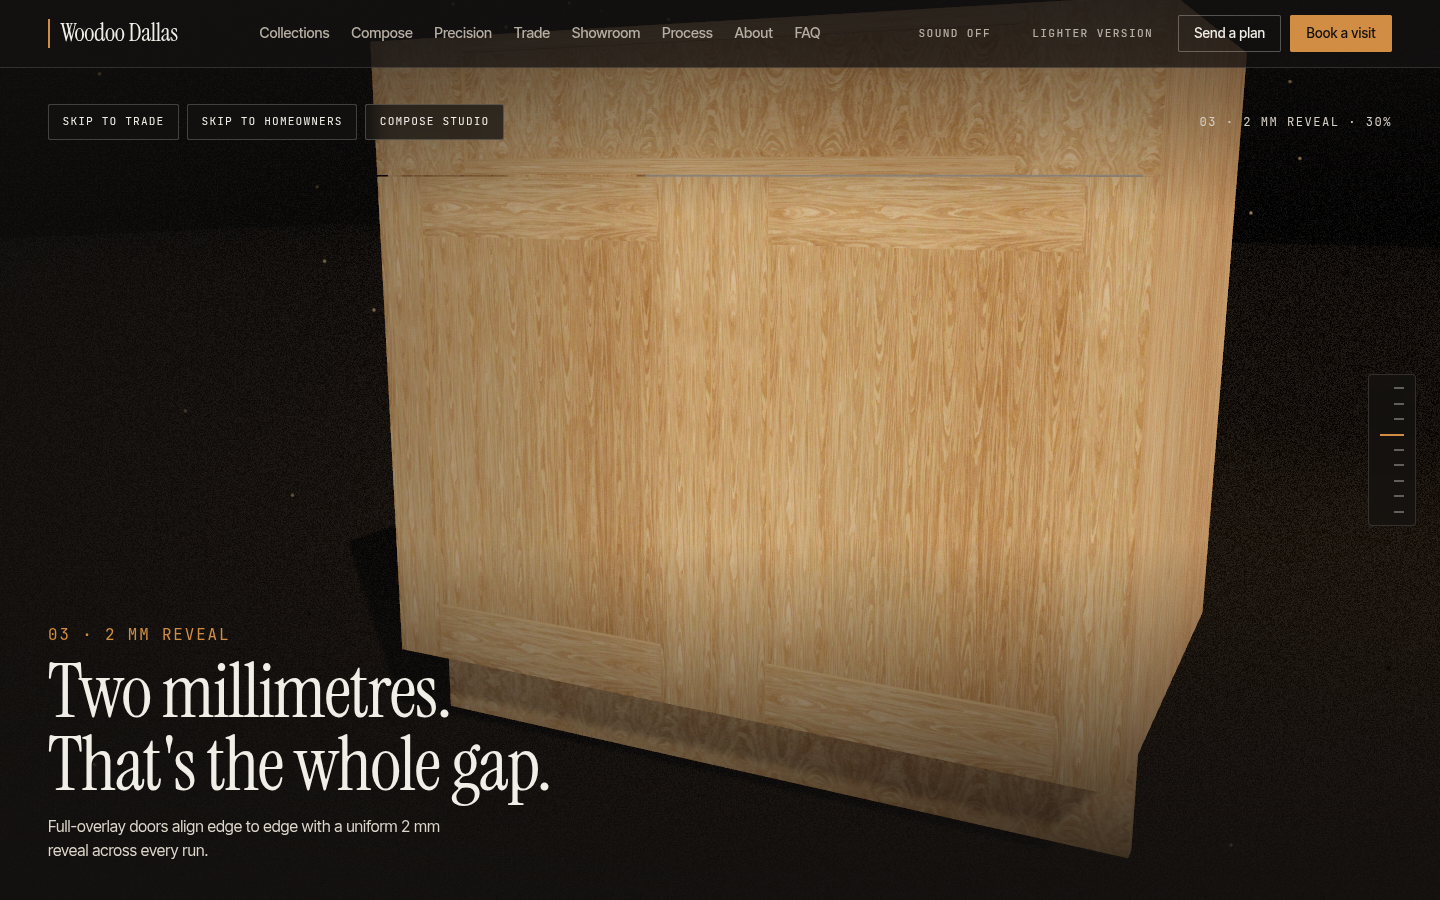 Woodoo Dallas
Collections
Compose
Precision
Trade
Showroom
Process
About
FAQ
SOUND OFF
LIGHTER VERSION
Send a plan
Book a visit
SKIP TO TRADE
SKIP TO HOMEOWNERS
COMPOSE STUDIO
03 · 2 MM REVEAL · 30%
03 · 2 MM REVEAL
Two millimetres.
That's the whole gap.
Full-overlay doors align edge to edge with a uniform 2 mm
reveal across every run.